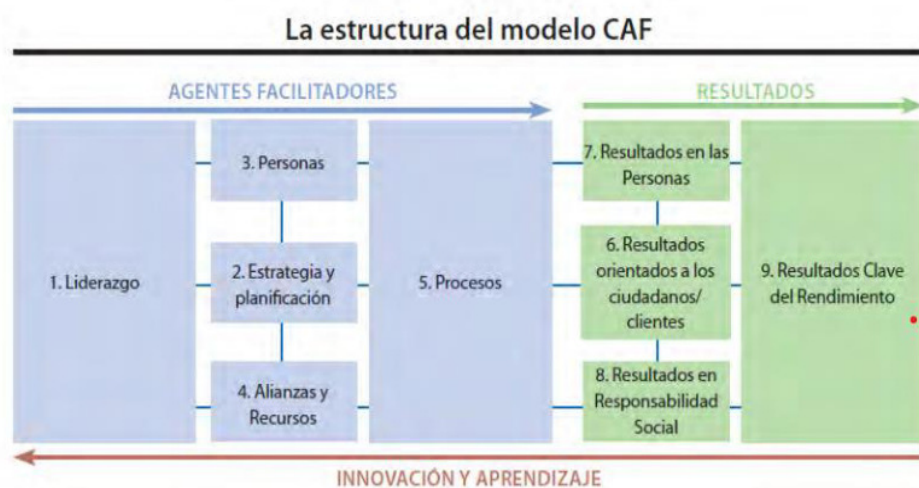 La estructura del modelo CAF
AGENTES FACILITADORES
RESULTADOS
1. Liderazgo
3. Personas
2. Estrategia y
planificación
4. Alianzas y
Recursos
5. Procesos
7. Resultados en las
Personas
6. Resultados
orientados a los
ciudadanos/
clientes
8. Resultados en
Responsabilidad
Social
9. Resultados Clave
del Rendimiento
INNOVACIÓN Y APRENDIZAJE